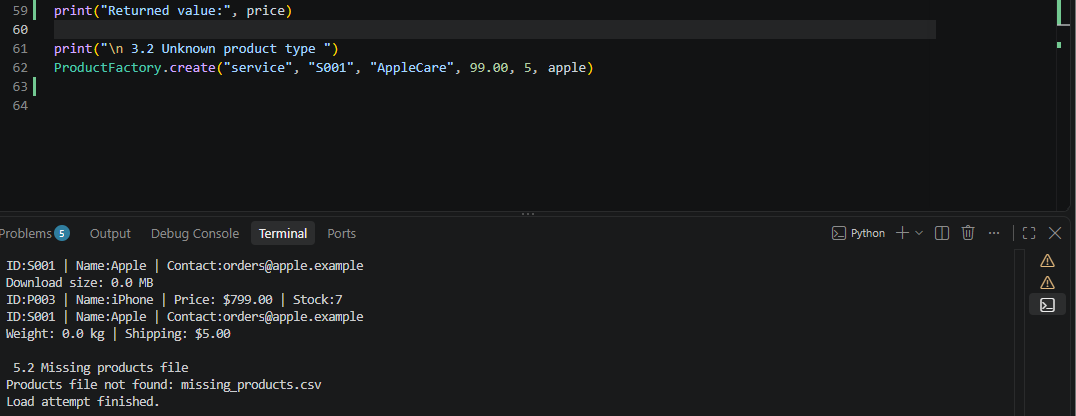 59 print("Returned value:", price)
60
61 print("\n 3.2 Unknown product type ")
62 ProductFactory.create("service", "S001", "AppleCare", 99.00, 5, apple)
63
64
Problems 5 Output Debug Console Terminal Ports Python
ID:S001 | Name:Apple | Contact:orders@apple.example
Download size: 0.0 MB
ID:P003 | Name:iPhone | Price: $799.00 | Stock:7
ID:S001 | Name:Apple | Contact:orders@apple.example
Weight: 0.0 kg | Shipping: $5.00
5.2 Missing products file
Products file not found: missing_products.csv
Load attempt finished.